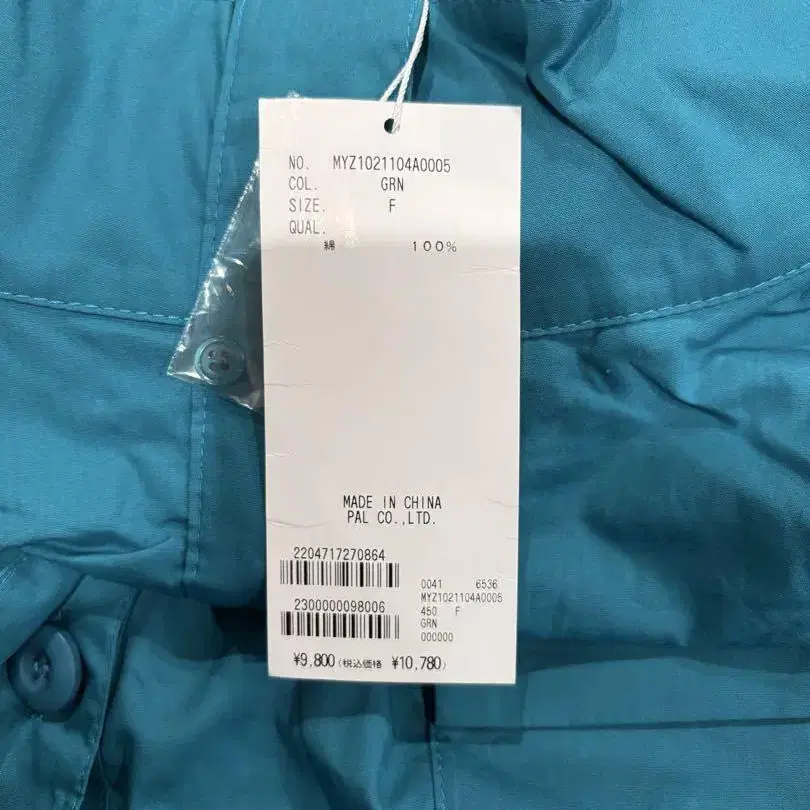 NO. MYZ1021104A0005
COL. GRN
SIZE. F
QUAL.
綿 100%
MADE IN CHINA
PAL CO.,LTD.
2204717270864
2300000098006
0041 6536
MYZ1021104A0005
450 F
GRN
000000
¥9,800(税込価格 ¥10,780)